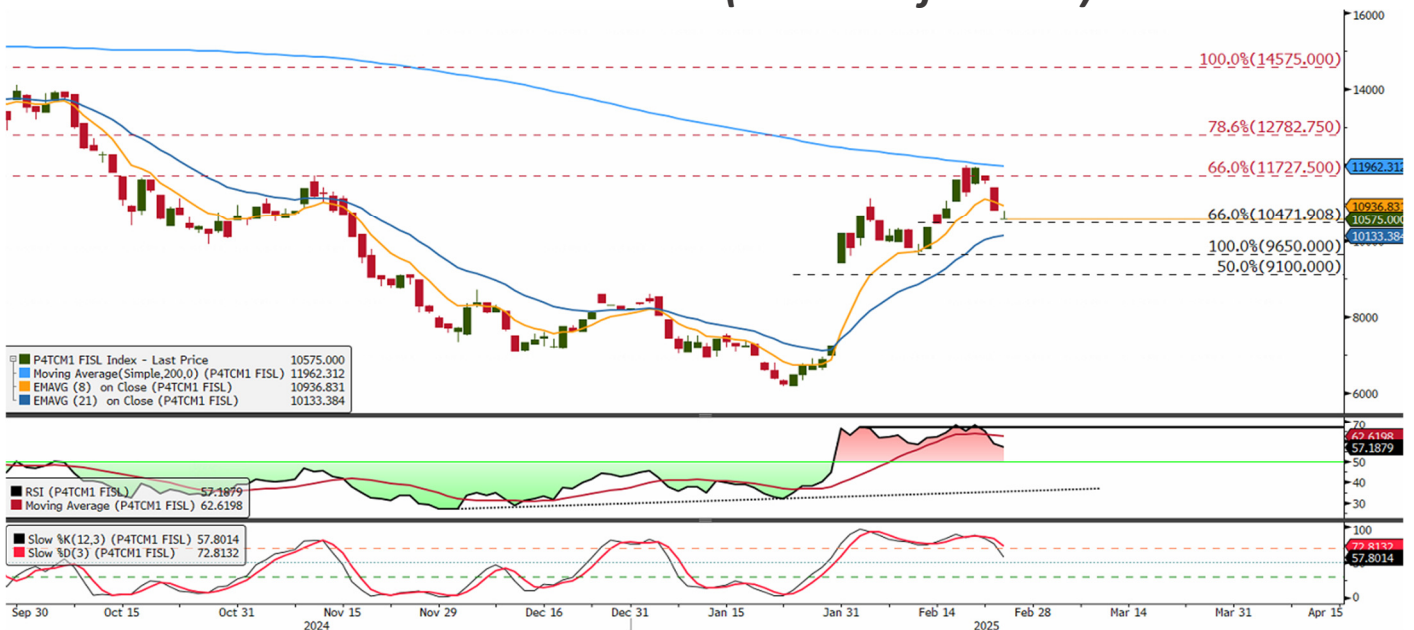 16000
100.0%(14575.000)
14000
78.6%(12782.750)
66.0%(11727.500)
11962.312
10936.831
66.0%(10471.908)
10575.000
10133.384
100.0%(9650.000)
50.0%(9100.000)
8000
6000
P4TCM1 FISL Index - Last Price 10575.000
Moving Average(Simple,200,0) (P4TCM1 FISL) 11962.312
EMAVG (8) on Close (P4TCM1 FISL) 10936.831
EMAVG (21) on Close (P4TCM1 FISL) 10133.384
70
62.6198
57.1879
50
40
30
RSI (P4TCM1 FISL) 57.1879
Moving Average (P4TCM1 FISL) 62.6198
100
72.8132
57.8014
0
Slow %K(12,3) (P4TCM1 FISL) 57.8014
Slow %D(3) (P4TCM1 FISL) 72.8132
Sep 30 Oct 15 Oct 31 Nov 15 Nov 29 Dec 16 Dec 31 Jan 15 Jan 31 Feb 14 Feb 28 Mar 14 Mar 31 Apr 15
2024 2025